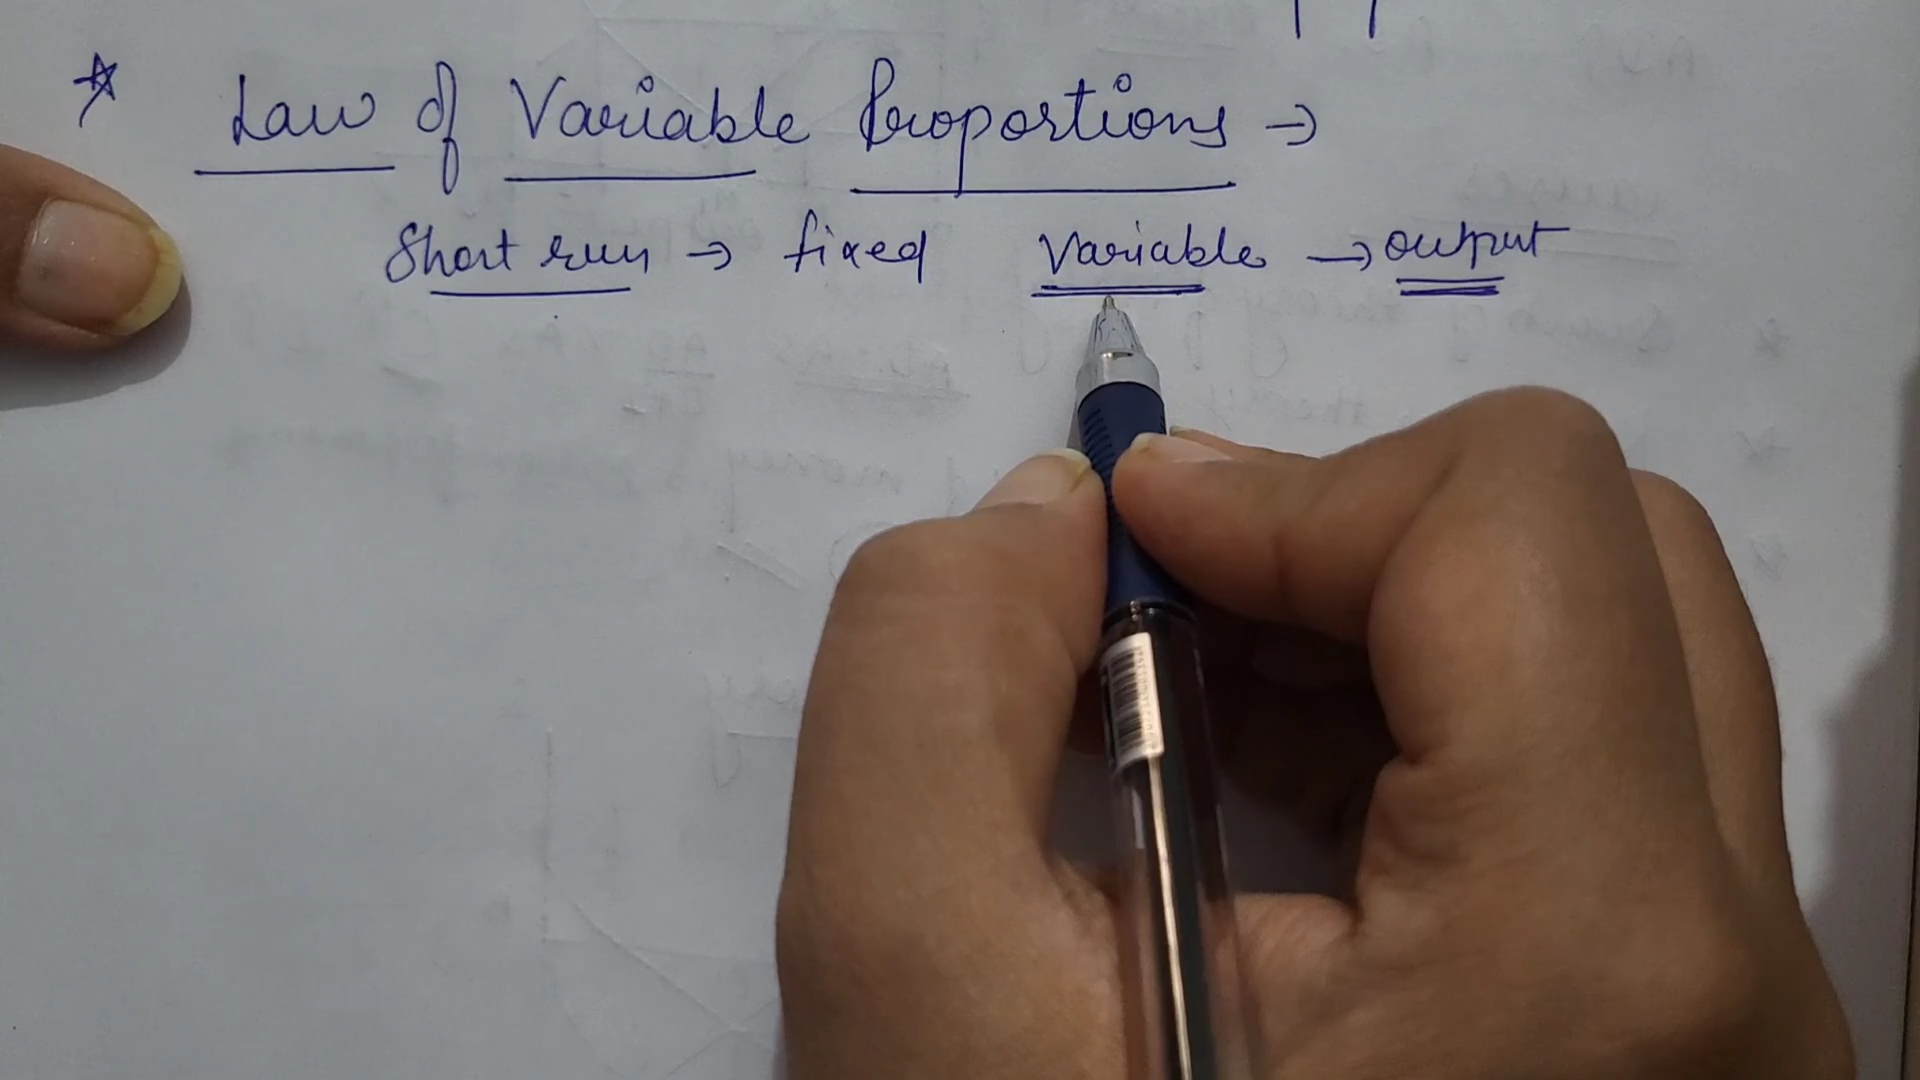 ☆ Law of Variable Proportions →
Short run → fixed Variable → output